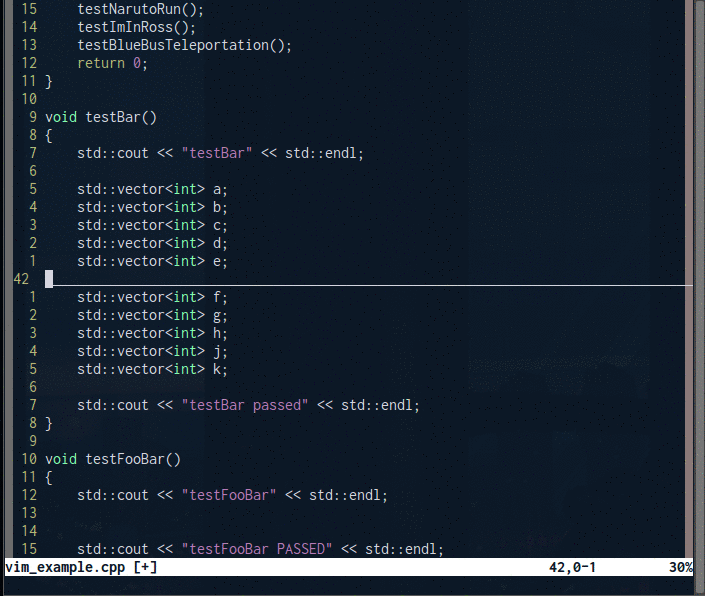 15     testNarutoRun();
14     testImInRoss();
13     testBlueBusTeleportation();
12     return 0;
11 }
10
 9 void testBar()
 8 {
 7     std::cout << "testBar" << std::endl;
 6
 5     std::vector<int> a;
 4     std::vector<int> b;
 3     std::vector<int> c;
 2     std::vector<int> d;
 1     std::vector<int> e;
42
 1     std::vector<int> f;
 2     std::vector<int> g;
 3     std::vector<int> h;
 4     std::vector<int> j;
 5     std::vector<int> k;
 6
 7     std::cout << "testBar passed" << std::endl;
 8 }
 9
10 void testFooBar()
11 {
12     std::cout << "testFooBar" << std::endl;
13
14
15     std::cout << "testFooBar PASSED" << std::endl;
vim_example.cpp [+] 42,0-1 30%